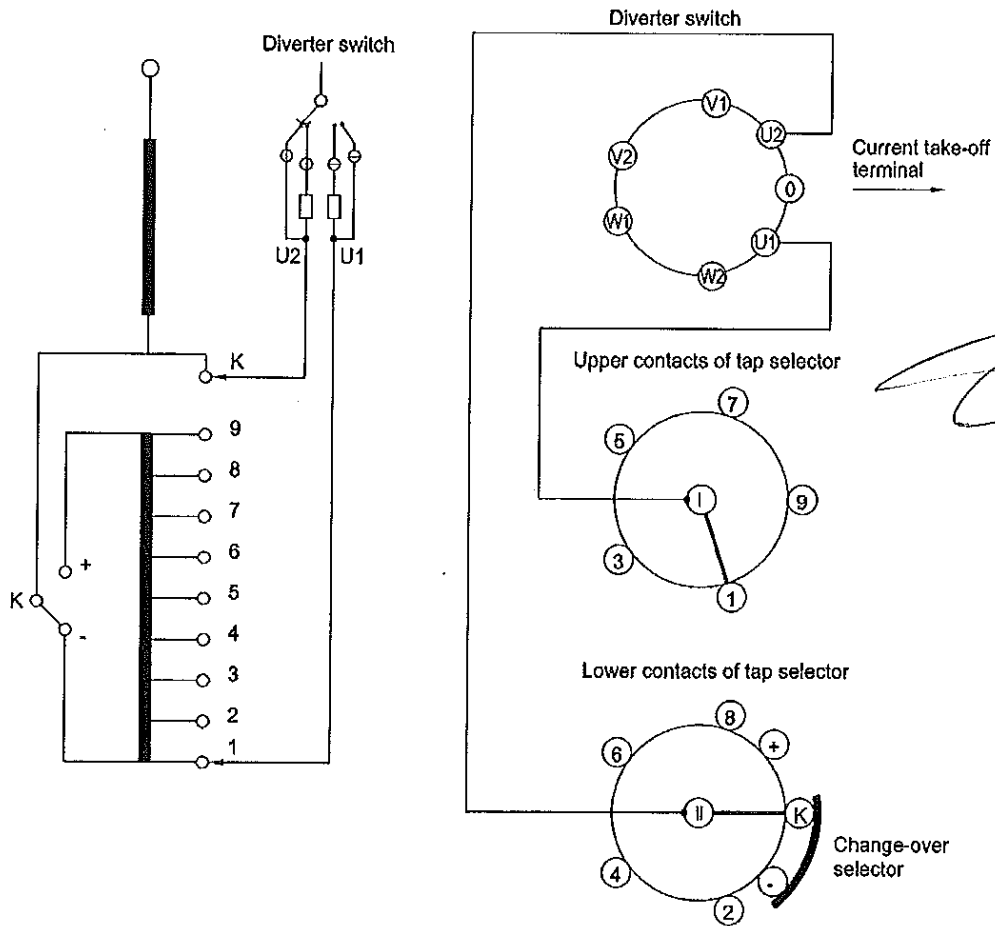 Diverter switch
U2
U1
K
9
8
7
6
5
4
3
2
1
+
K
-
Diverter switch
V1
U2
V2
0
W1
U1
W2
Current take-off
terminal
Upper contacts of tap selector
7
5
9
I
3
1
Lower contacts of tap selector
8
+
6
II
K
4
-
2
Change-over
selector